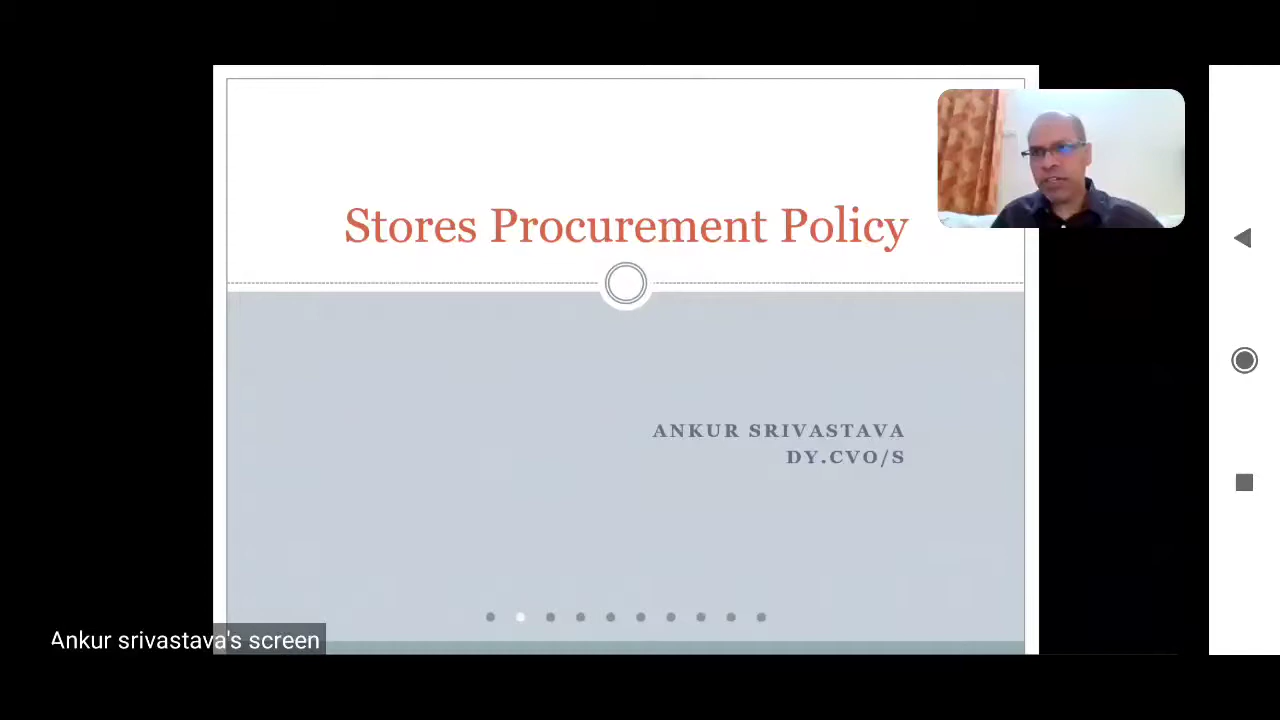 Stores Procurement Policy
ANKUR SRIVASTAVA
DY.CVO/S
Ankur srivastava's screen